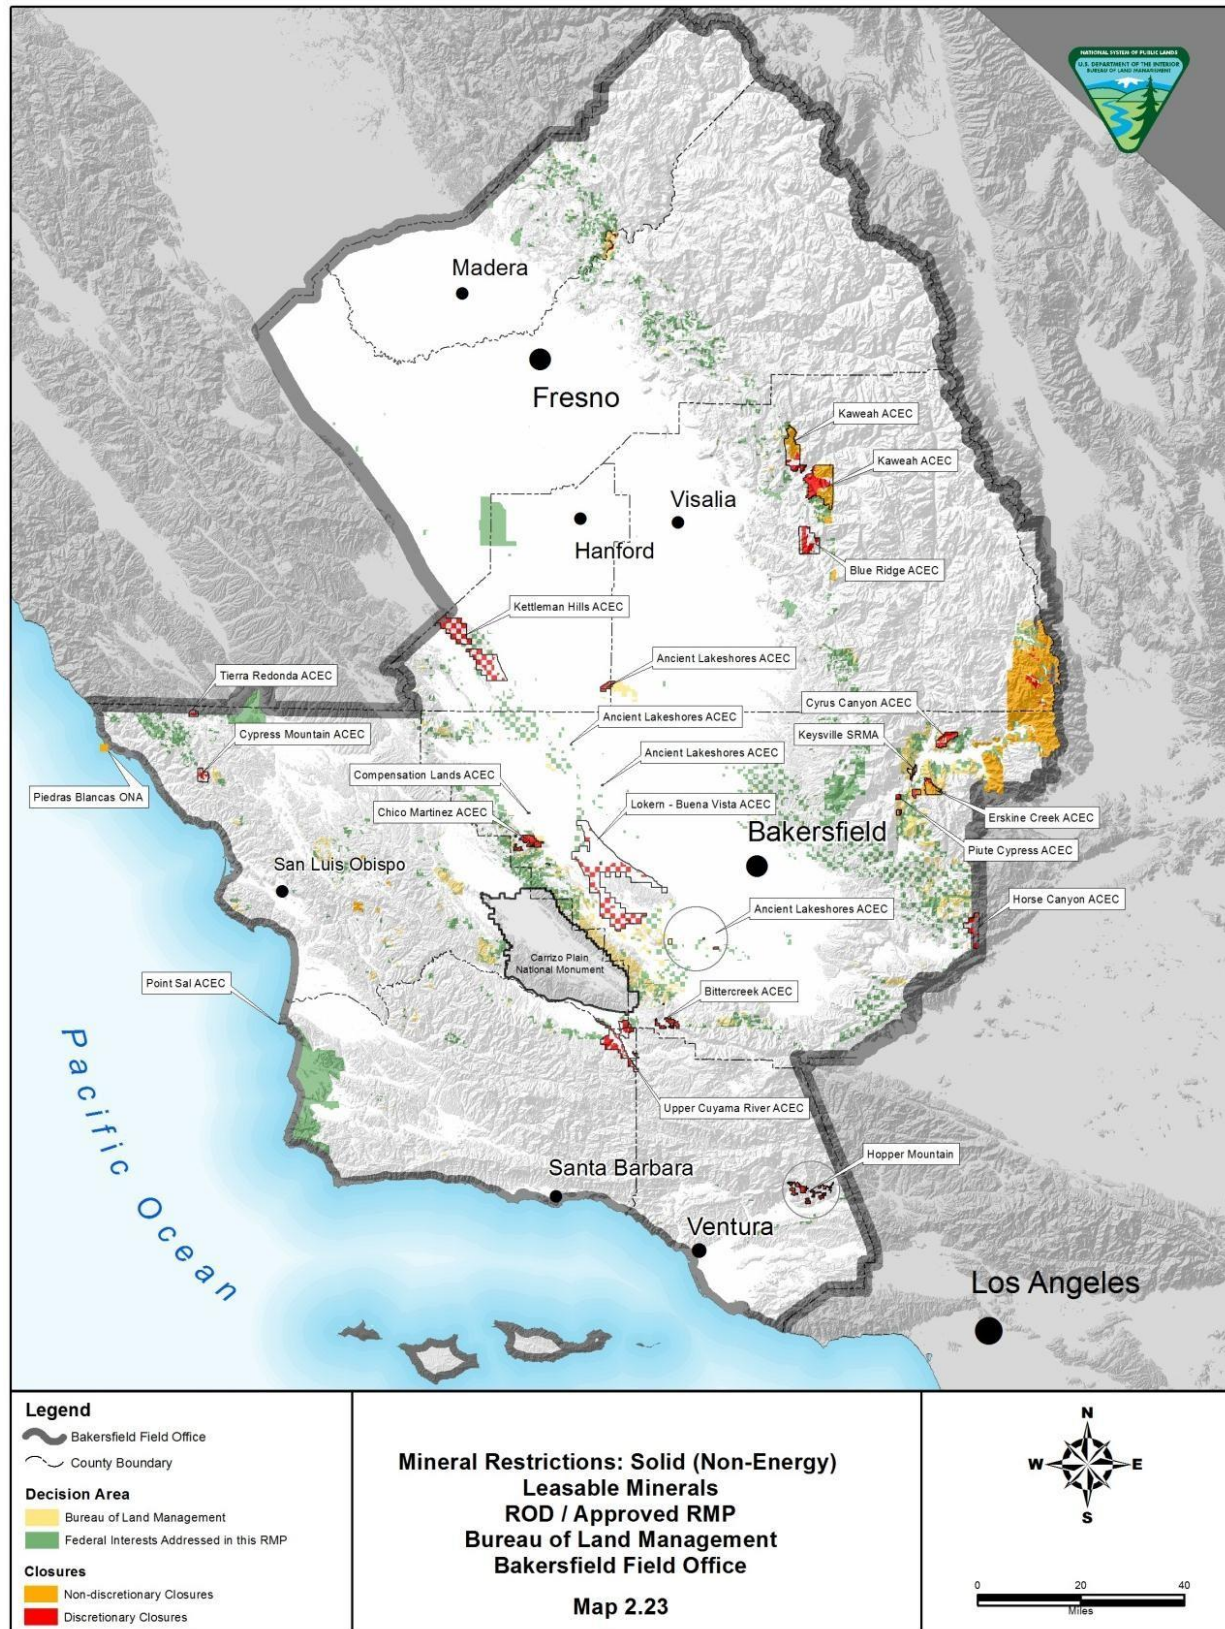 NATIONAL SYSTEM OF PUBLIC LANDS
U.S. DEPARTMENT OF THE INTERIOR
BUREAU OF LAND MANAGEMENT
Madera
Fresno
Kaweah ACEC
Kaweah ACEC
Visalia
Hanford
Blue Ridge ACEC
Kettleman Hills ACEC
Ancient Lakeshores ACEC
Tierra Redonda ACEC
Cyrus Canyon ACEC
Ancient Lakeshores ACEC
Cypress Mountain ACEC
Keysville SRMA
Ancient Lakeshores ACEC
Compensation Lands ACEC
Piedras Blancas ONA
Lokern - Buena Vista ACEC
Chico Martinez ACEC
Erskine Creek ACEC
Bakersfield
Piute Cypress ACEC
San Luis Obispo
Horse Canyon ACEC
Ancient Lakeshores ACEC
Carrizo Plain
National Monument
Point Sal ACEC
Bittercreek ACEC
Pacific Ocean
Upper Cuyama River ACEC
Hopper Mountain
Santa Barbara
Ventura
Los Angeles
Legend
Bakersfield Field Office
County Boundary
Decision Area
Bureau of Land Management
Federal Interests Addressed in this RMP
Closures
Non-discretionary Closures
Discretionary Closures
Mineral Restrictions: Solid (Non-Energy)
Leasable Minerals
ROD / Approved RMP
Bureau of Land Management
Bakersfield Field Office
Map 2.23
N
W E
S
0 20 40
Miles